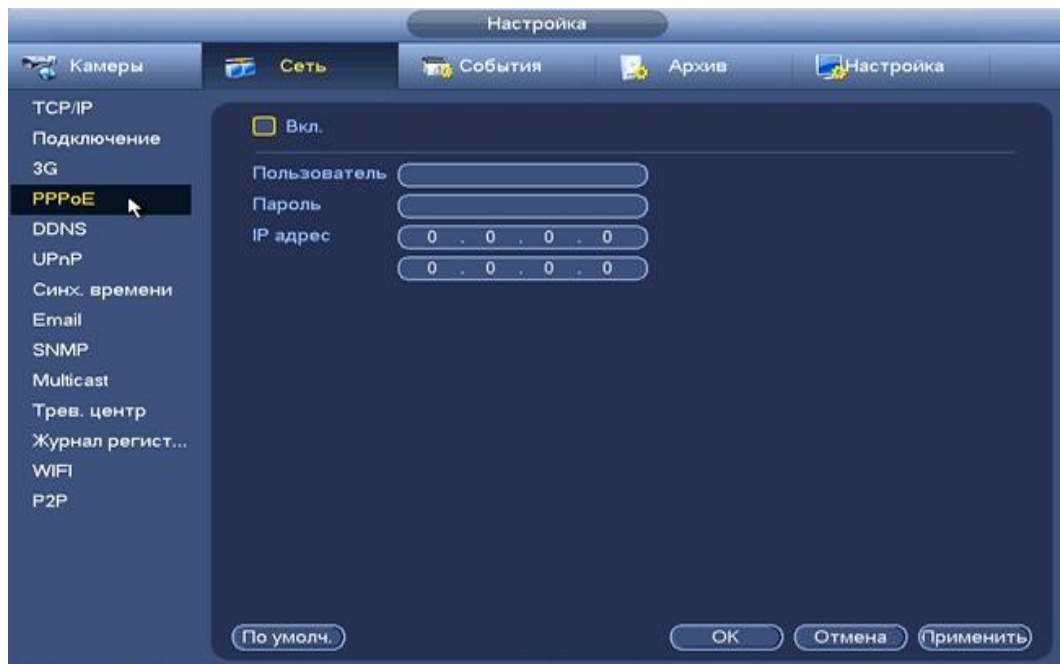 Настройка
Камеры Сеть События Архив Настройка
TCP/IP
Подключение
3G
PPPoE
DDNS
UPnP
Синх. времени
Email
SNMP
Multicast
Трев. центр
Журнал регист...
WIFI
P2P
Вкл.
Пользователь
Пароль
IP адрес 0 . 0 . 0 . 0
0 . 0 . 0 . 0
По умолч. OK Отмена Применить